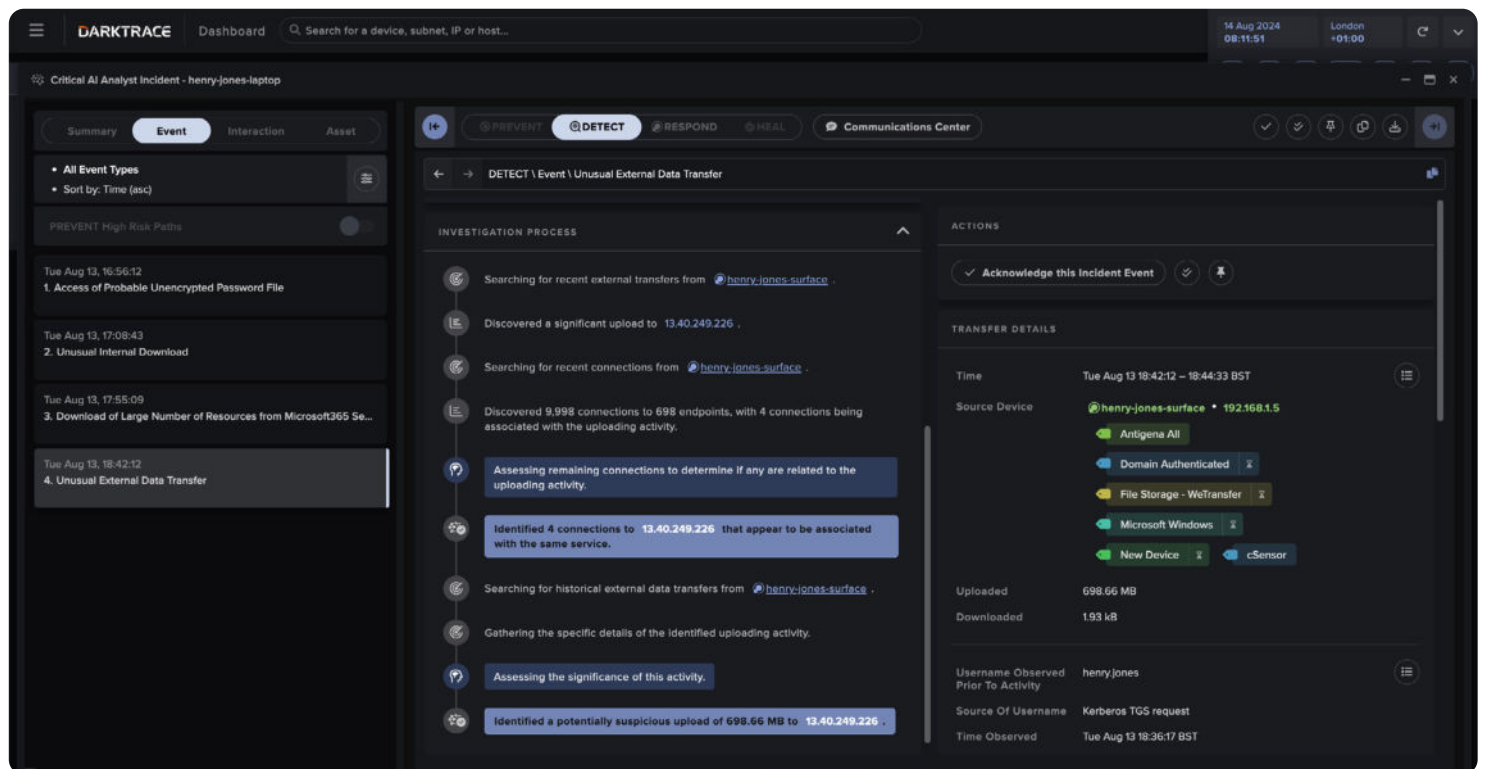 DARKTRACE
Dashboard
Search for a device, subnet, IP or host...
14 Aug 2024
08:11:51
London
+01:00
Critical AI Analyst Incident - henry-jones-laptop
Summary
Event
Interaction
Asset
• All Event Types
• Sort by: Time (asc)
PREVENT High Risk Paths
Tue Aug 13, 16:56:12
1. Access of Probable Unencrypted Password File
Tue Aug 13, 17:08:43
2. Unusual Internal Download
Tue Aug 13, 17:55:09
3. Download of Large Number of Resources from Microsoft365 Se...
Tue Aug 13, 18:42:12
4. Unusual External Data Transfer
PREVENT
DETECT
RESPOND
HEAL
Communications Center
DETECT \ Event \ Unusual External Data Transfer
INVESTIGATION PROCESS
Searching for recent external transfers from henry-jones-surface .
Discovered a significant upload to 13.40.249.226 .
Searching for recent connections from henry-jones-surface .
Discovered 9,998 connections to 698 endpoints, with 4 connections being
associated with the uploading activity.
Assessing remaining connections to determine if any are related to the
uploading activity.
Identified 4 connections to 13.40.249.226 that appear to be associated
with the same service.
Searching for historical external data transfers from henry-jones-surface .
Gathering the specific details of the identified uploading activity.
Assessing the significance of this activity.
Identified a potentially suspicious upload of 698.66 MB to 13.40.249.226 .
ACTIONS
Acknowledge this Incident Event
TRANSFER DETAILS
Time
Tue Aug 13 18:42:12 – 18:44:33 BST
Source Device
henry-jones-surface • 192.168.1.5
Antigena All
Domain Authenticated
File Storage - WeTransfer
Microsoft Windows
New Device
cSensor
Uploaded
698.66 MB
Downloaded
1.93 kB
Username Observed
Prior To Activity
henry.jones
Source Of Username
Kerberos TGS request
Time Observed
Tue Aug 13 18:36:17 BST